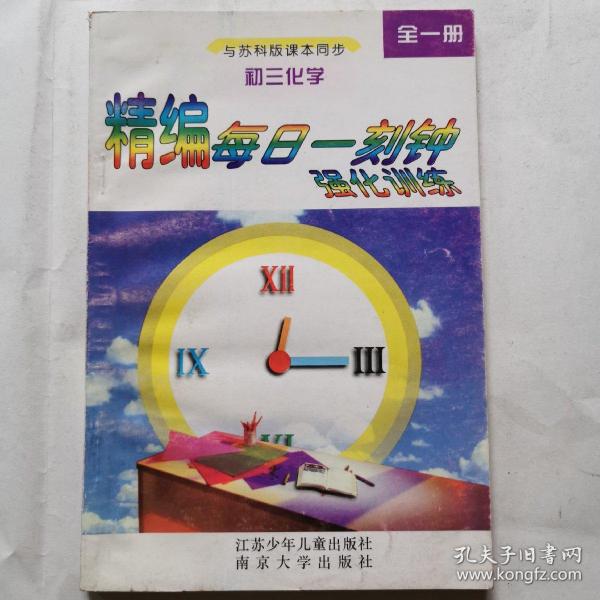 与苏科版课本同步
全一册
初三化学
精编每日一刻钟
强化训练
XII
IX
III
VI
江苏少年儿童出版社
南京大学出版社
孔夫子旧书网
www.kongfz.com